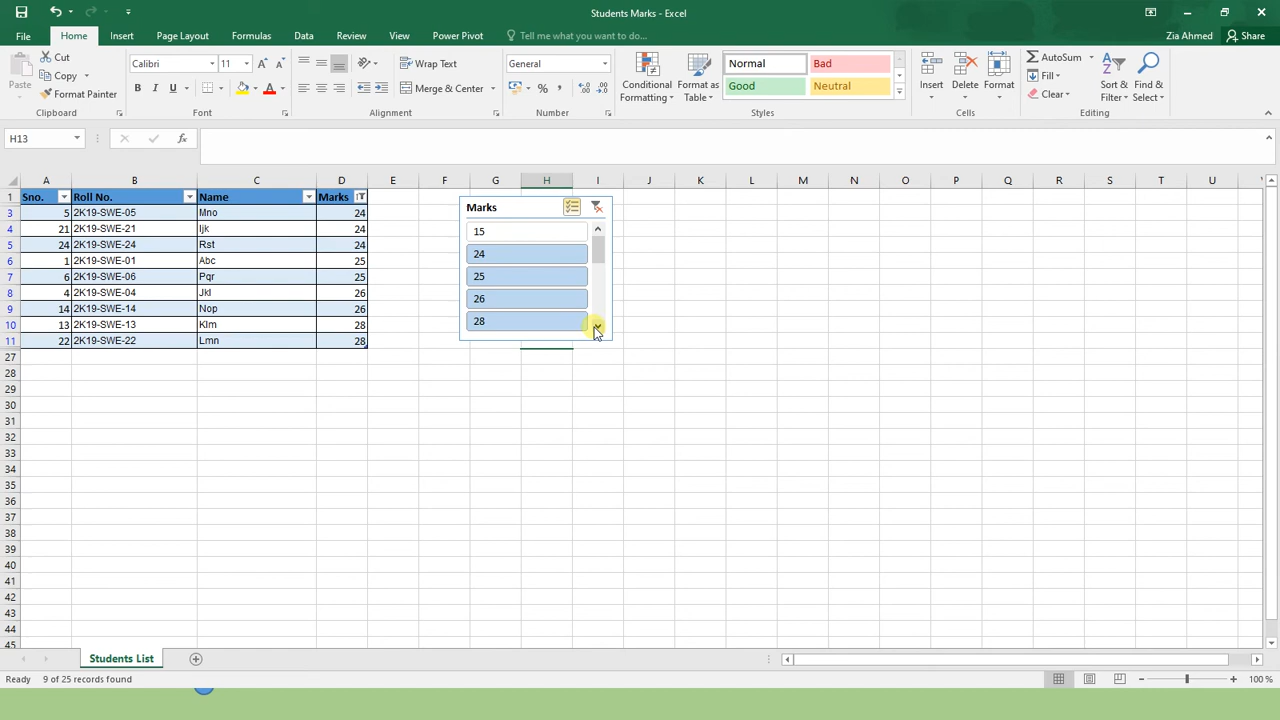 Students Marks - Excel
File Home Insert Page Layout Formulas Data Review View Power Pivot Tell me what you want to do... Zia Ahmed Share
Paste Cut Copy Format Painter Clipboard
Calibri 11 B I U A A A Font
Wrap Text Merge & Center Alignment
General % , Number
Conditional Formatting Format as Table Normal Bad Good Neutral Styles
Insert Delete Format Cells
AutoSum Fill Clear Sort & Filter Find & Select Editing
H13 fx
A B C D E F G H I J K L M N O P Q R S T U V
1 Sno. Roll No. Name Marks
3 5 2K19-SWE-05 Mno 24
4 21 2K19-SWE-21 Ijk 24
5 24 2K19-SWE-24 Rst 24
6 1 2K19-SWE-01 Abc 25
7 6 2K19-SWE-06 Pqr 25
8 4 2K19-SWE-04 Jkl 26
9 14 2K19-SWE-14 Nop 26
10 13 2K19-SWE-13 Klm 28
11 22 2K19-SWE-22 Lmn 28
27
28
29
30
31
32
33
34
35
36
37
38
39
40
41
42
43
44
45
Marks
15
24
25
26
28
Students List
Ready 9 of 25 records found 100 %